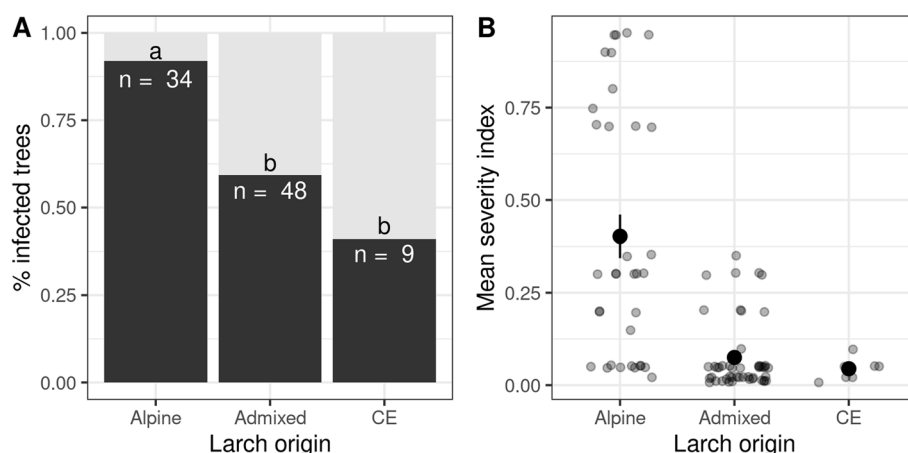 A
% infected trees
1.00
0.75
0.50
0.25
0.00
a
n = 34
b
n = 48
b
n = 9
Alpine
Admixed
CE
Larch origin
B
Mean severity index
0.75
0.50
0.25
0.00
Alpine
Admixed
CE
Larch origin